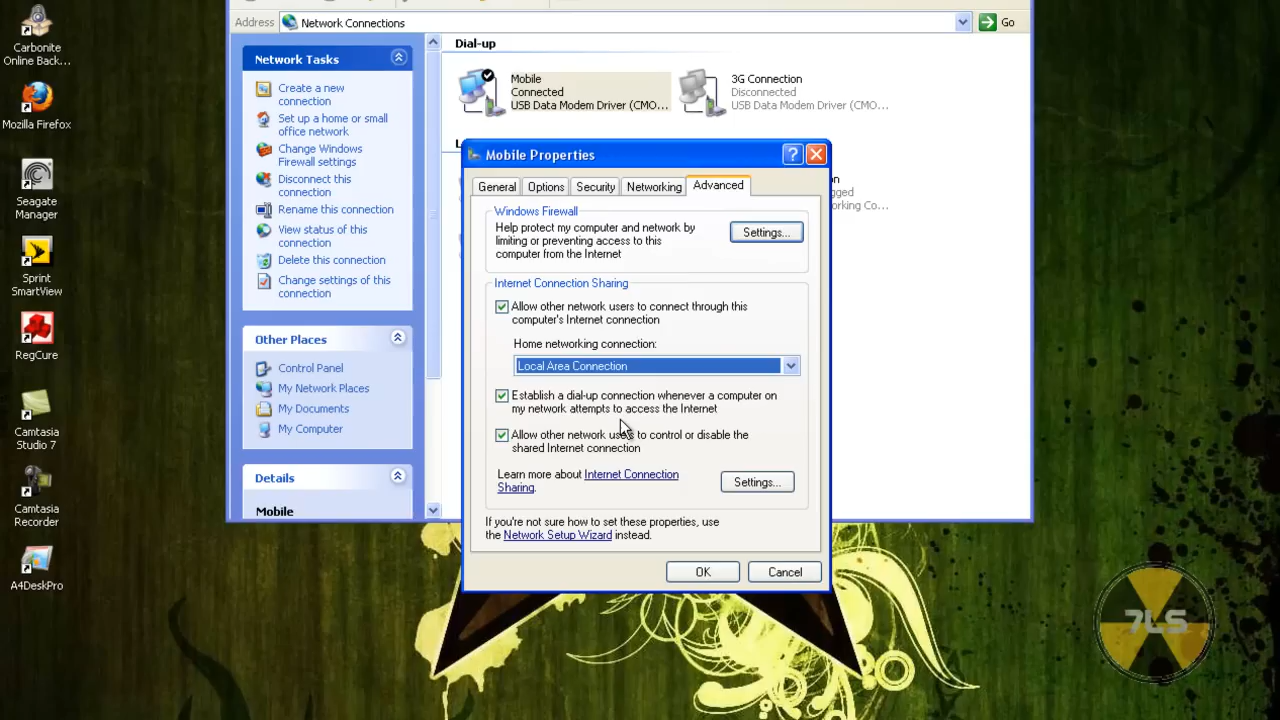 Carbonite
Online Back...
Mozilla Firefox
Seagate
Manager
Sprint
SmartView
RegCure
Camtasia
Studio 7
Camtasia
Recorder
A4DeskPro
Address
Network Connections
Go
Network Tasks
Create a new
connection
Set up a home or small
office network
Change Windows
Firewall settings
Disconnect this
connection
Rename this connection
View status of this
connection
Delete this connection
Change settings of this
connection
Other Places
Control Panel
My Network Places
My Documents
My Computer
Details
Mobile
Dial-up
Mobile
Connected
USB Data Modem Driver (CMO...
3G Connection
Disconnected
USB Data Modem Driver (CMO...
Mobile Properties
General
Options
Security
Networking
Advanced
Windows Firewall
Help protect my computer and network by
limiting or preventing access to this
computer from the Internet
Settings...
Internet Connection Sharing
Allow other network users to connect through this
computer's Internet connection
Home networking connection:
Local Area Connection
Establish a dial-up connection whenever a computer on
my network attempts to access the Internet
Allow other network users to control or disable the
shared Internet connection
Learn more about Internet Connection
Sharing.
Settings...
If you're not sure how to set these properties, use
the Network Setup Wizard instead.
OK
Cancel
7LS